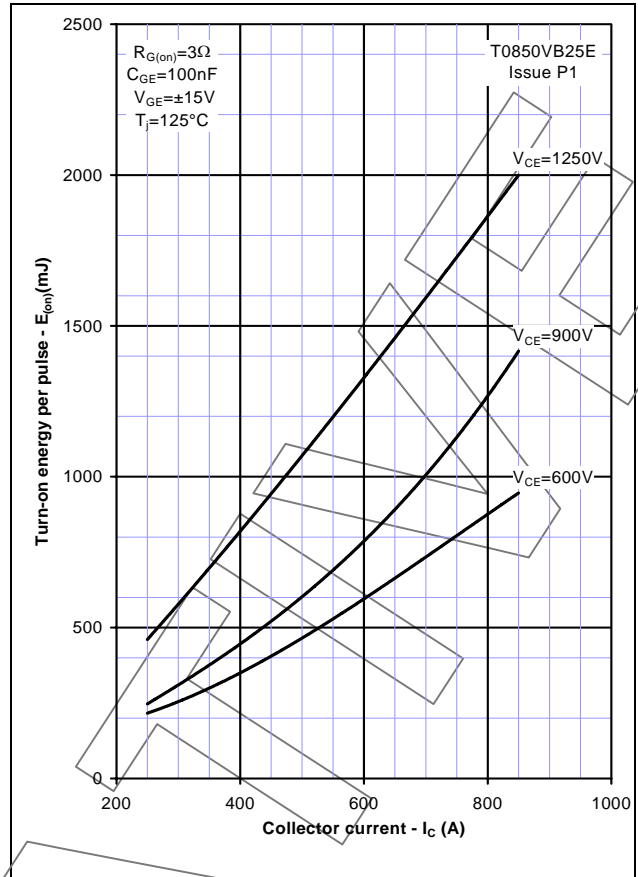 2500
R_G(on)=3Ω
C_GE=100nF
V_GE=±15V
T_j=125°C
T0850VB25E
Issue P1
V_CE=1250V
2000
1500
V_CE=900V
1000
V_CE=600V
500
0
200
400
600
800
1000
Turn-on energy per pulse - E_(on)(mJ)
Collector current - I_C (A)